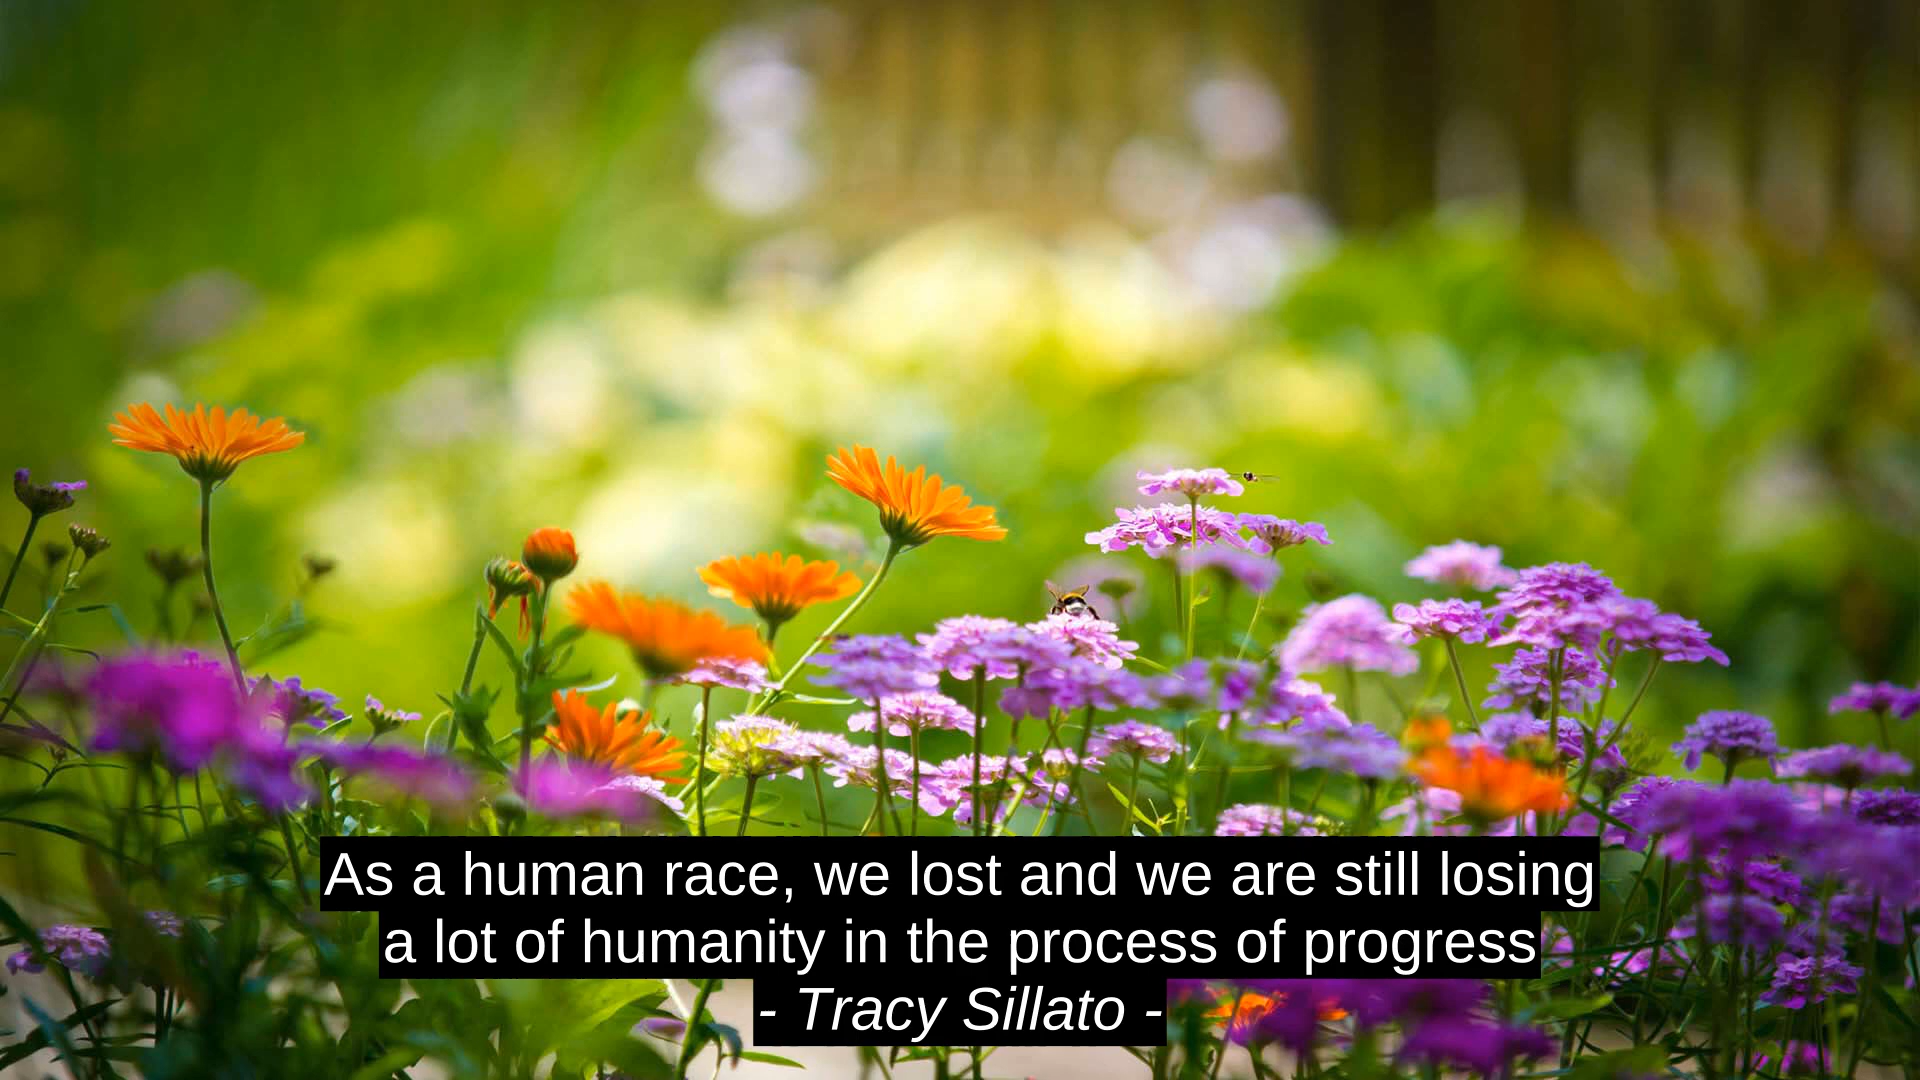 As a human race, we lost and we are still losing
a lot of humanity in the process of progress
- Tracy Sillato -